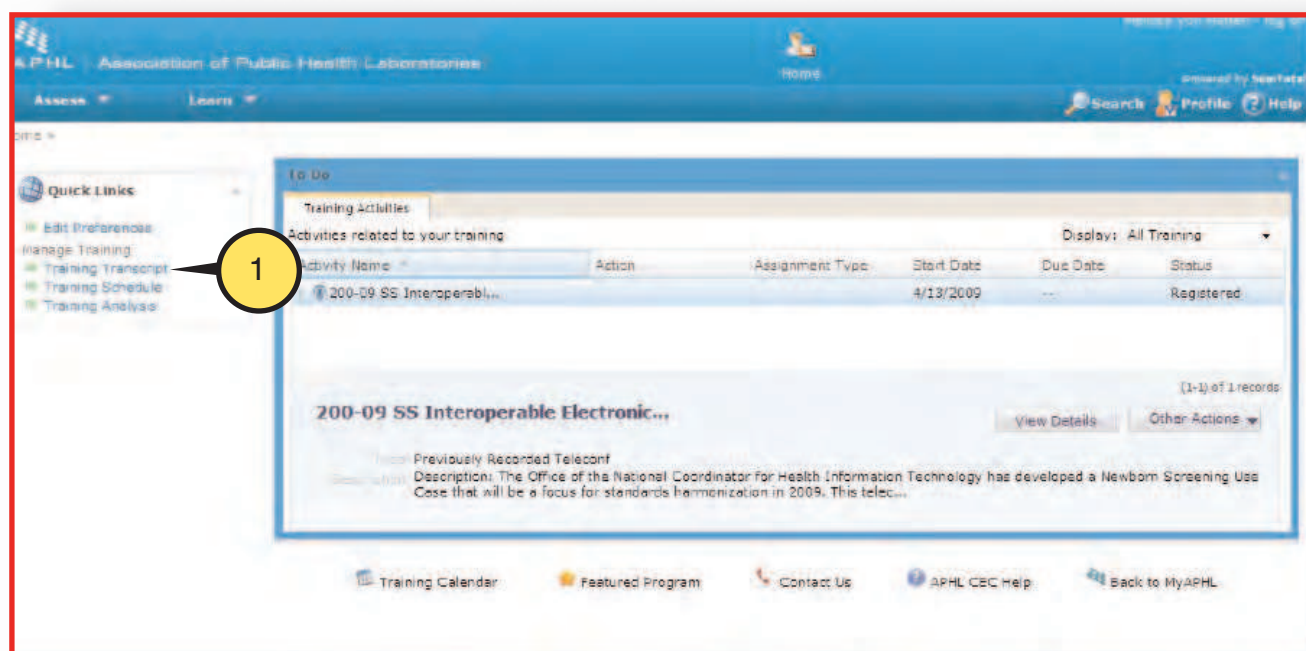 APHL Association of Public Health Laboratories
Home
powered by SumTotal
Assess Learn
Search Profile Help
ome »
Quick Links
Edit Preferences
Manage Training
Training Transcript
Training Schedule
Training Analysis
1
To Do
Training Activities
Activities related to your training
Display: All Training
Activity Name Action Assignment Type Start Date Due Date Status
200-09 SS Interoperabl... 4/13/2009 -- Registered
(1-1) of 1 records
200-09 SS Interoperable Electronic...
View Details Other Actions
Previously Recorded Teleconf
Description: The Office of the National Coordinator for Health Information Technology has developed a Newborn Screening Use
Case that will be a focus for standards harmonization in 2009. This telec...
Training Calendar Featured Program Contact Us APHL CEC Help Back to MyAPHL